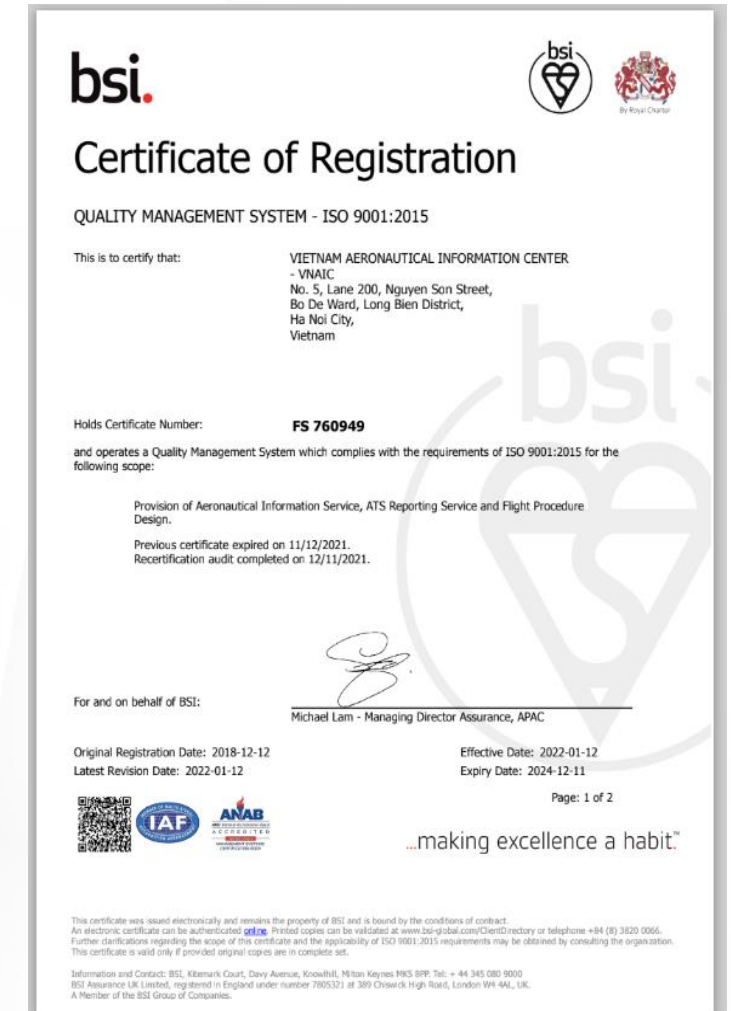 bsi.
bsi
By Royal Charter
Certificate of Registration
QUALITY MANAGEMENT SYSTEM - ISO 9001:2015
This is to certify that:
VIETNAM AERONAUTICAL INFORMATION CENTER
- VNAIC
No. 5, Lane 200, Nguyen Son Street,
Bo De Ward, Long Bien District,
Ha Noi City,
Vietnam
bsi
Holds Certificate Number:
FS 760949
and operates a Quality Management System which complies with the requirements of ISO 9001:2015 for the
following scope:
Provision of Aeronautical Information Service, ATS Reporting Service and Flight Procedure
Design.
Previous certificate expired on 11/12/2021.
Recertification audit completed on 12/11/2021.
For and on behalf of BSI:
Michael Lam - Managing Director Assurance, APAC
Original Registration Date: 2018-12-12
Effective Date: 2022-01-12
Latest Revision Date: 2022-01-12
Expiry Date: 2024-12-11
Page: 1 of 2
IAF
ANAB
ACCREDITED
...making excellence a habit.™
This certificate was issued electronically and remains the property of BSI and is bound by the conditions of contract.
An electronic certificate can be authenticated online. Printed copies can be validated at www.bsi-global.com/ClientDirectory or telephone +84 (8) 3820 0066.
Further clarifications regarding the scope of this certificate and the applicability of ISO 9001:2015 requirements may be obtained by consulting the organization.
This certificate is valid only if provided original copies are in complete set.
Information and Contact: BSI, Kitemark Court, Davy Avenue, Knowlhill, Milton Keynes MK5 8PP. Tel: + 44 345 080 9000
BSI Assurance UK Limited, registered in England under number 7805321 at 389 Chiswick High Road, London W4 4AL, UK.
A Member of the BSI Group of Companies.